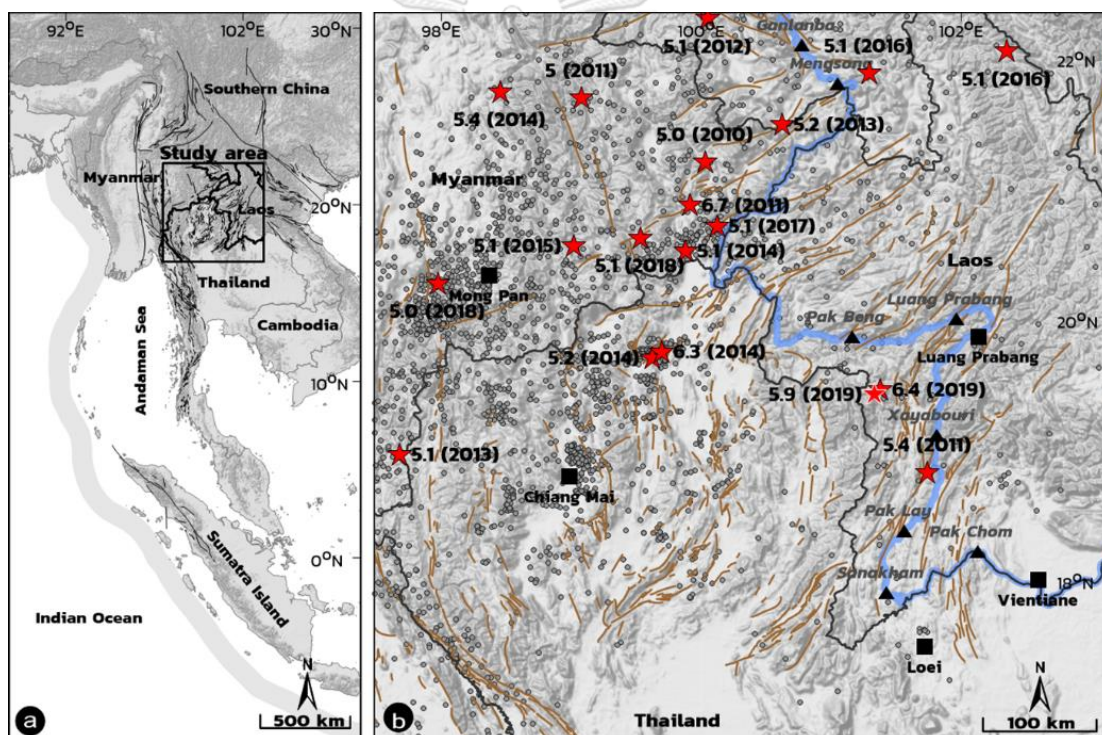 92°E
102°E
30°N
Southern China
Study area
Myanmar
Laos
20°N
Thailand
Andaman Sea
Cambodia
10°N
0°N
Sumatra Island
Indian Ocean
N
500 km
a
98°E
100°E
102°E
Ganlanba
5.1 (2012)
5.1 (2016)
22°N
Mengsong
5 (2011)
5.1 (2016)
5.4 (2014)
5.2 (2013)
5.0 (2010)
Myanmar
6.7 (2011)
5.1 (2017)
5.1 (2015)
5.1 (2014)
5.1 (2018)
Laos
Mong Pan
5.0 (2018)
Luang Prabang
Pak Beng
20°N
Luang Prabang
5.2 (2014)
6.3 (2014)
5.9 (2019)
6.4 (2019)
Xayabouri
5.4 (2011)
5.1 (2013)
Chiang Mai
Pak Lay
Pak Chom
Sanakham
18°N
Vientiane
Loei
N
Thailand
100 km
b